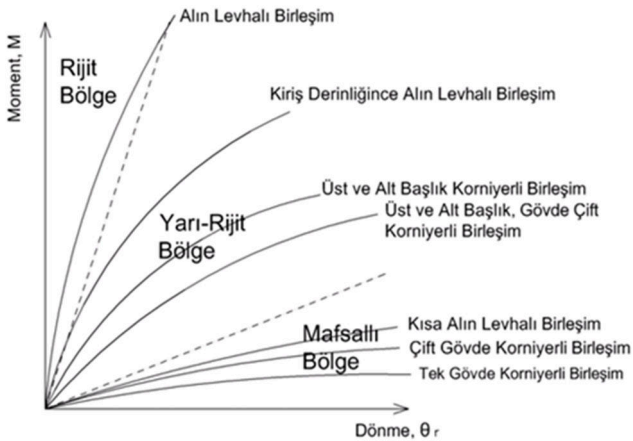 Alın Levhalı Birleşim
Moment, M
Rijit
Bölge
Kiriş Derinliğince Alın Levhalı Birleşim
Üst ve Alt Başlık Korniyerli Birleşim
Üst ve Alt Başlık, Gövde Çift
Korniyerli Birleşim
Yarı-Rijit
Bölge
Kısa Alın Levhalı Birleşim
Mafsallı
Bölge
Çift Gövde Korniyerli Birleşim
Tek Gövde Korniyerli Birleşim
Dönme, θr